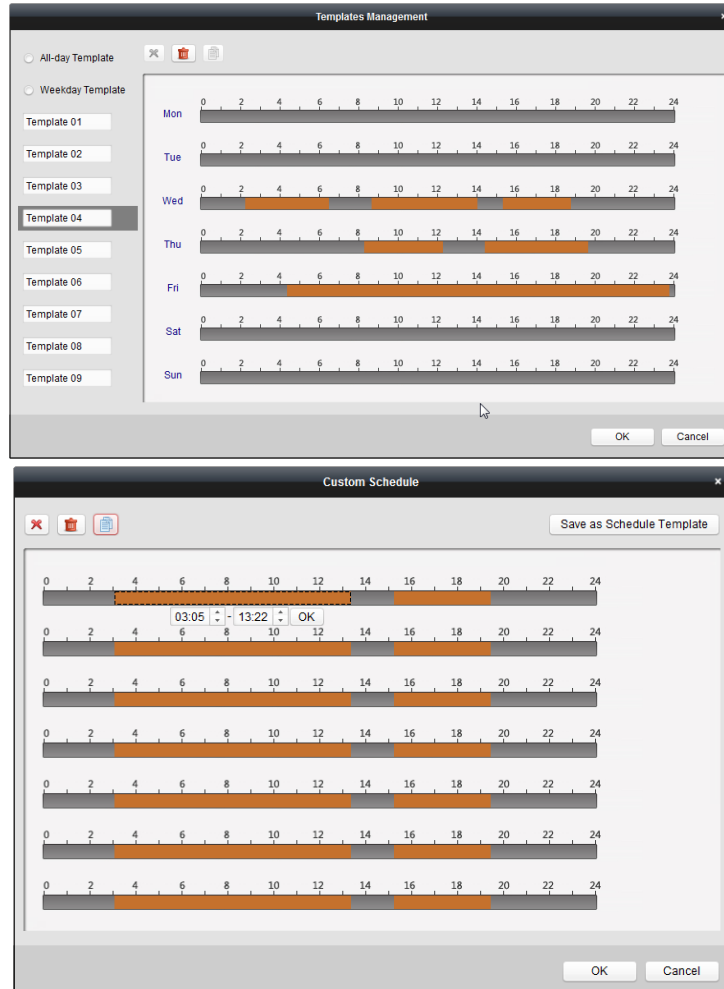 Templates Management ×
All-day Template
Weekday Template
Template 01
Template 02
Template 03
Template 04
Template 05
Template 06
Template 07
Template 08
Template 09
Mon 0 2 4 6 8 10 12 14 16 18 20 22 24
Tue 0 2 4 6 8 10 12 14 16 18 20 22 24
Wed 0 2 4 6 8 10 12 14 16 18 20 22 24
Thu 0 2 4 6 8 10 12 14 16 18 20 22 24
Fri 0 2 4 6 8 10 12 14 16 18 20 22 24
Sat 0 2 4 6 8 10 12 14 16 18 20 22 24
Sun 0 2 4 6 8 10 12 14 16 18 20 22 24
OK Cancel
Custom Schedule ×
Save as Schedule Template
0 2 4 6 8 10 12 14 16 18 20 22 24
03:05 - 13:22 OK
0 2 4 6 8 10 12 14 16 18 20 22 24
0 2 4 6 8 10 12 14 16 18 20 22 24
0 2 4 6 8 10 12 14 16 18 20 22 24
0 2 4 6 8 10 12 14 16 18 20 22 24
0 2 4 6 8 10 12 14 16 18 20 22 24
0 2 4 6 8 10 12 14 16 18 20 22 24
OK Cancel